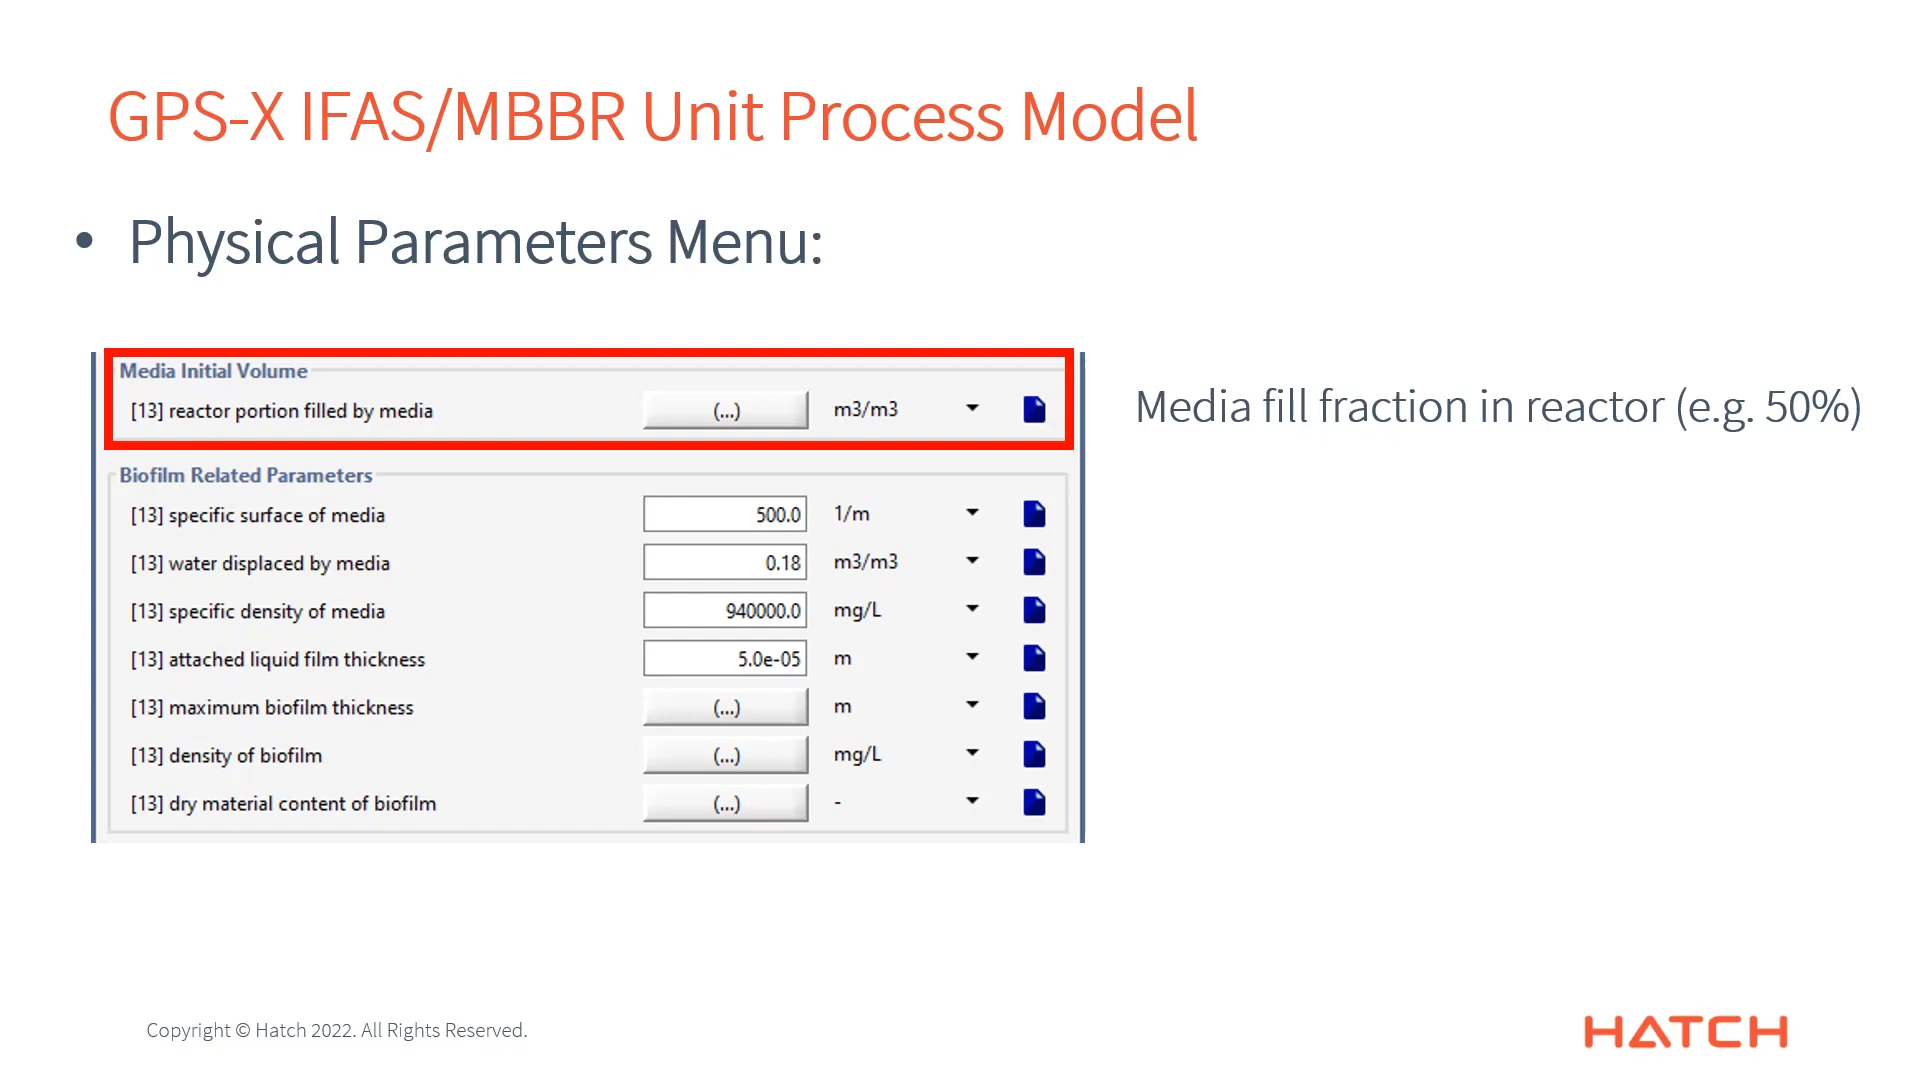 GPS-X IFAS/MBBR Unit Process Model
• Physical Parameters Menu:
Media Initial Volume
[13] reactor portion filled by media (...) m3/m3
Media fill fraction in reactor (e.g. 50%)
Biofilm Related Parameters
[13] specific surface of media 500.0 1/m
[13] water displaced by media 0.18 m3/m3
[13] specific density of media 940000.0 mg/L
[13] attached liquid film thickness 5.0e-05 m
[13] maximum biofilm thickness (...) m
[13] density of biofilm (...) mg/L
[13] dry material content of biofilm (...) -
Copyright © Hatch 2022. All Rights Reserved.
HATCH